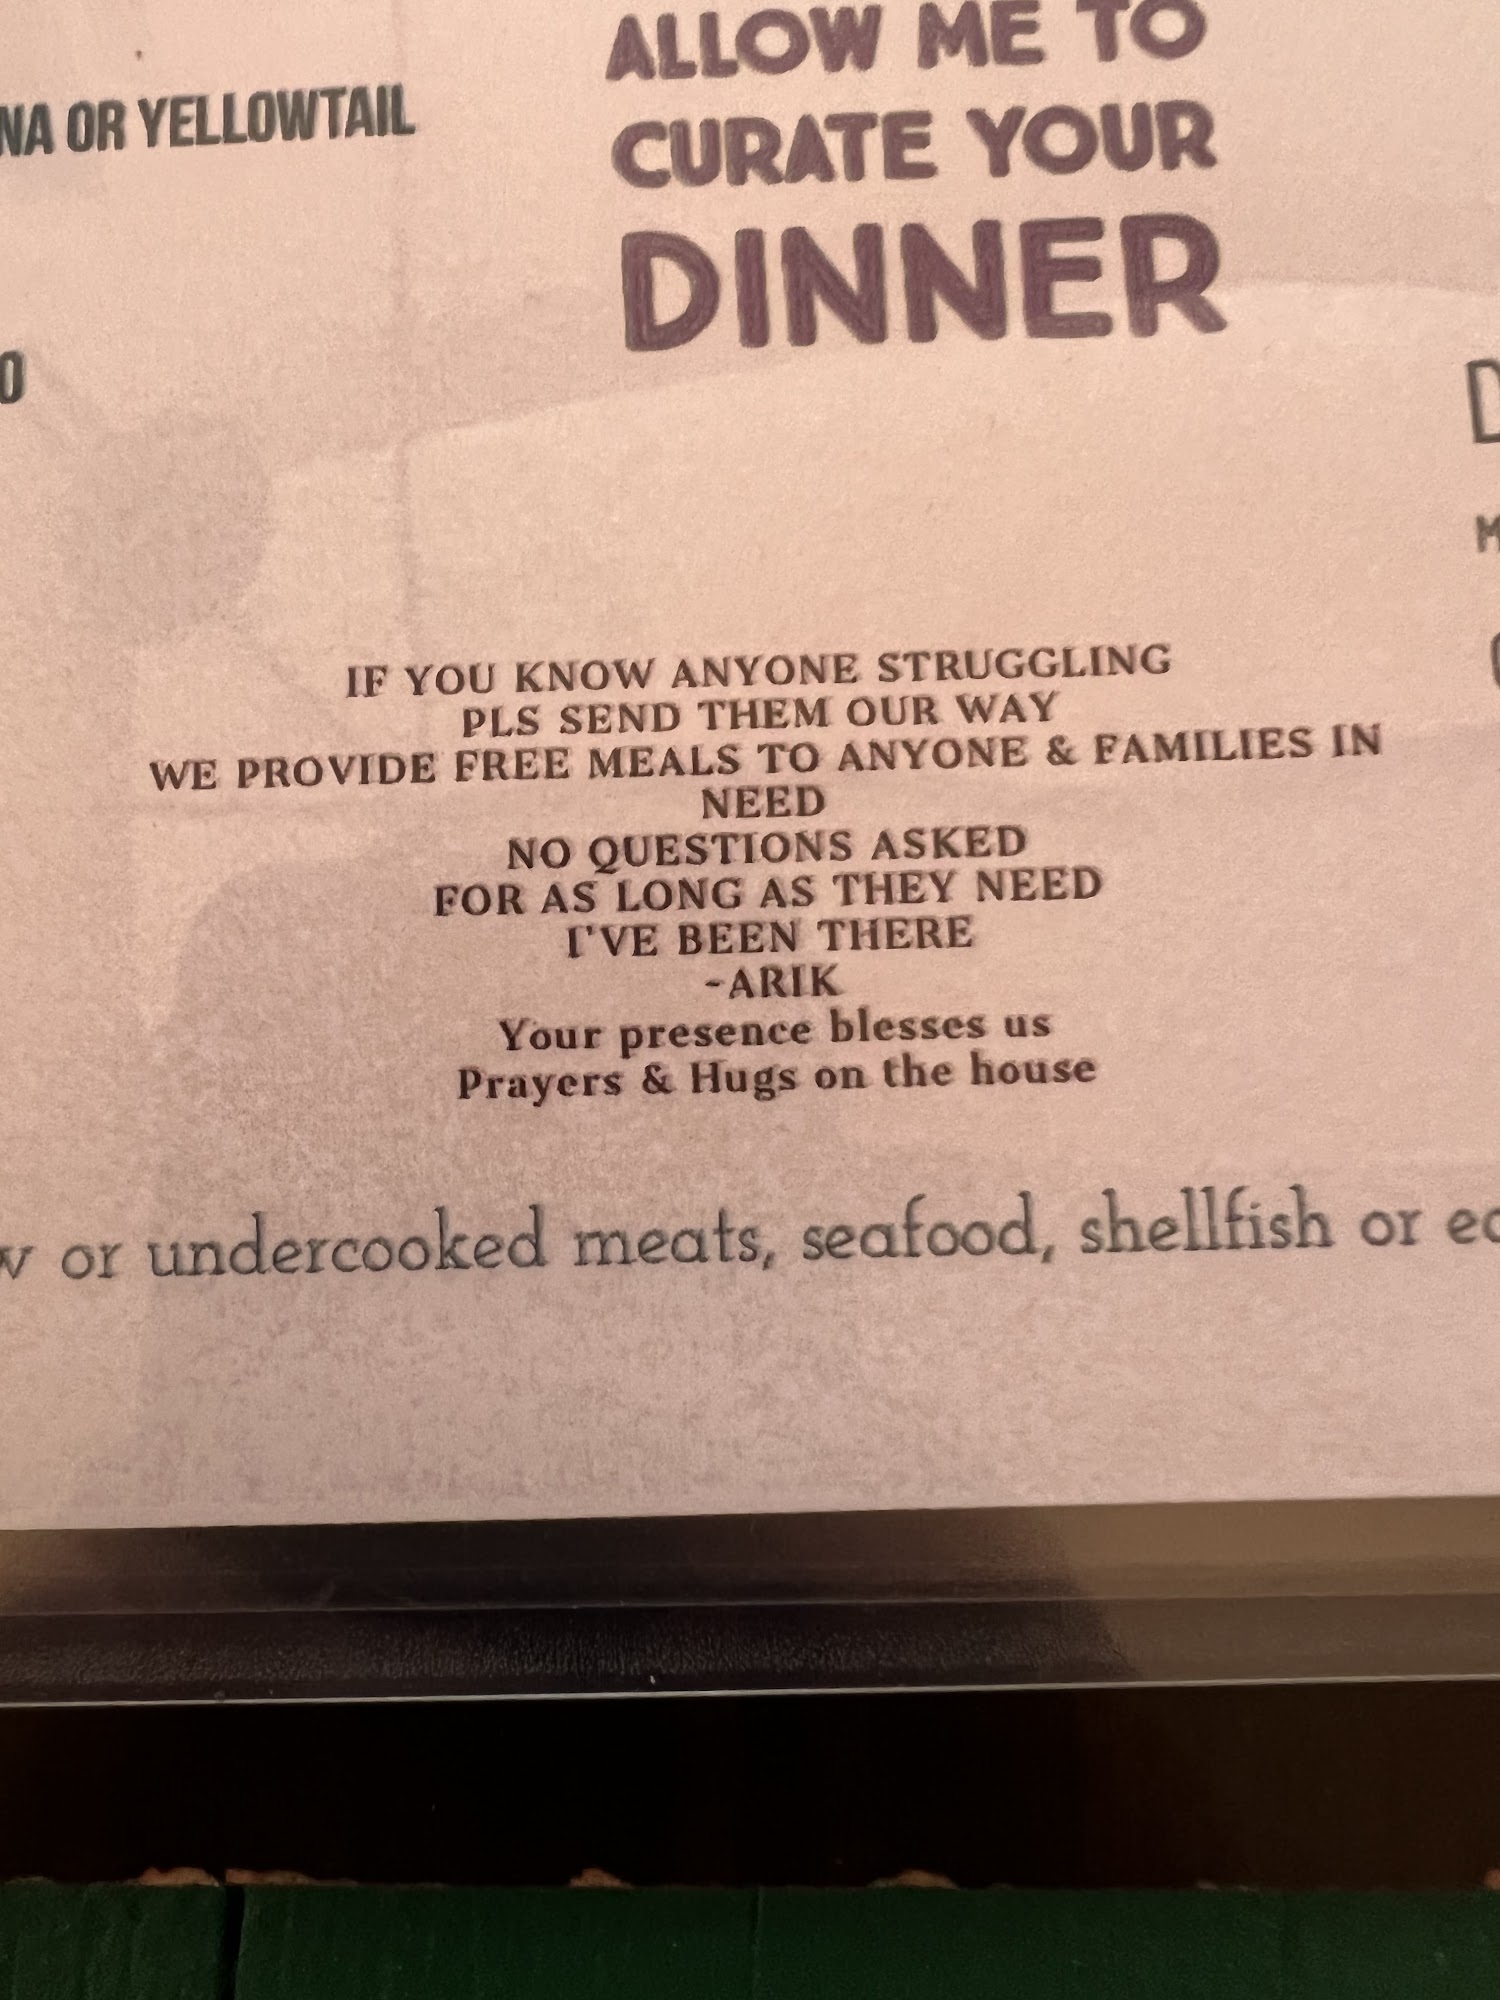 ALLOW ME TO
CURATE YOUR
DINNER
OR YELLOWTAIL
IF YOU KNOW ANYONE STRUGGLING
PLS SEND THEM OUR WAY
WE PROVIDE FREE MEALS TO ANYONE & FAMILIES IN
NEED
NO QUESTIONS ASKED
FOR AS LONG AS THEY NEED
I'VE BEEN THERE
-ARIK
Your presence blesses us
Prayers & Hugs on the house
or undercooked meats, seafood, shellfish or